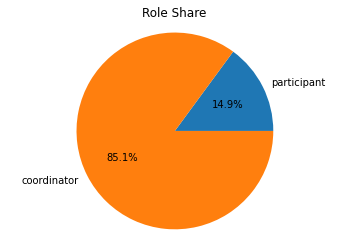 Role Share
participant
14.9%
85.1%
coordinator